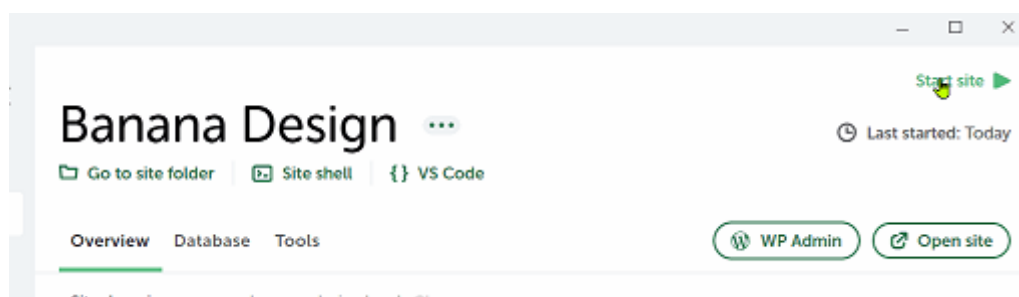 Start site
Banana Design
Last started: Today
Go to site folder
Site shell
VS Code
Overview Database Tools
WP Admin
Open site